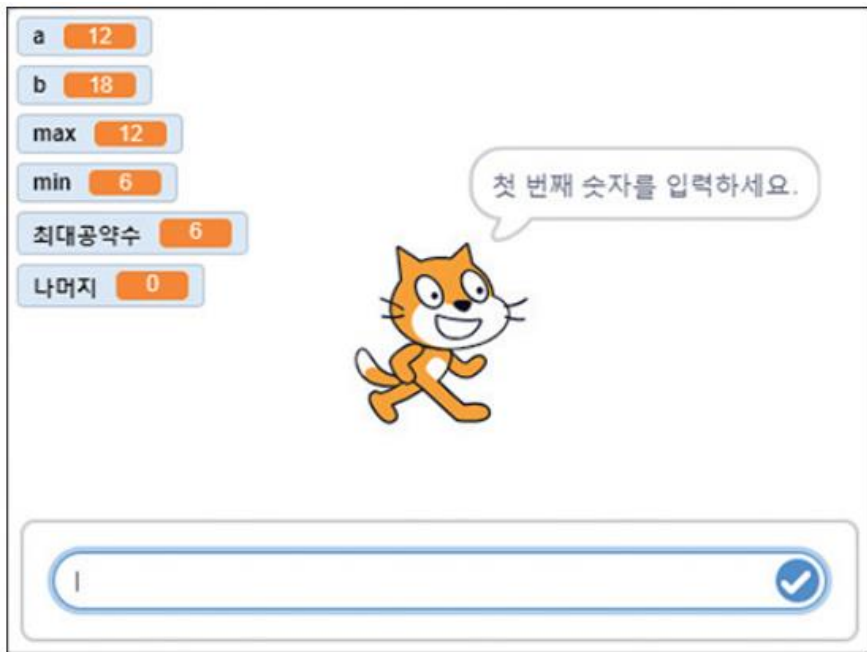 a 12
b 18
max 12
min 6
최대공약수 6
나머지 0
첫 번째 숫자를 입력하세요.